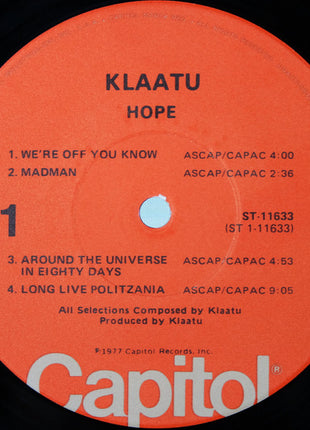 KLAATU
HOPE
1. WE'RE OFF YOU KNOW ASCAP/CAPAC 4:00
2. MADMAN ASCAP/CAPAC 2:36
1
ST-11633
(ST 1-11633)
3. AROUND THE UNIVERSE
IN EIGHTY DAYS ASCAP/CAPAC 4:53
4. LONG LIVE POLITZANIA ASCAP/CAPAC 9:05
All Selections Composed by Klaatu
Produced by Klaatu
℗1977 Capitol Records, Inc.
Capitol®